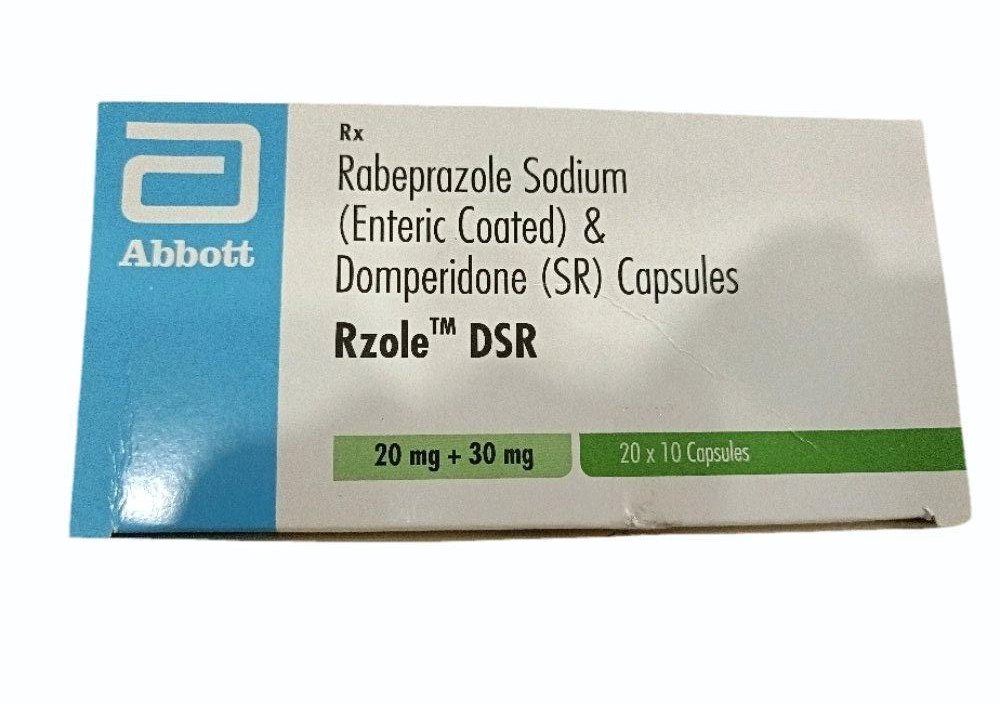 Abbott
Rx
Rabeprazole Sodium
(Enteric Coated) &
Domperidone (SR) Capsules
Rzole™ DSR
20 mg + 30 mg
20 x 10 Capsules